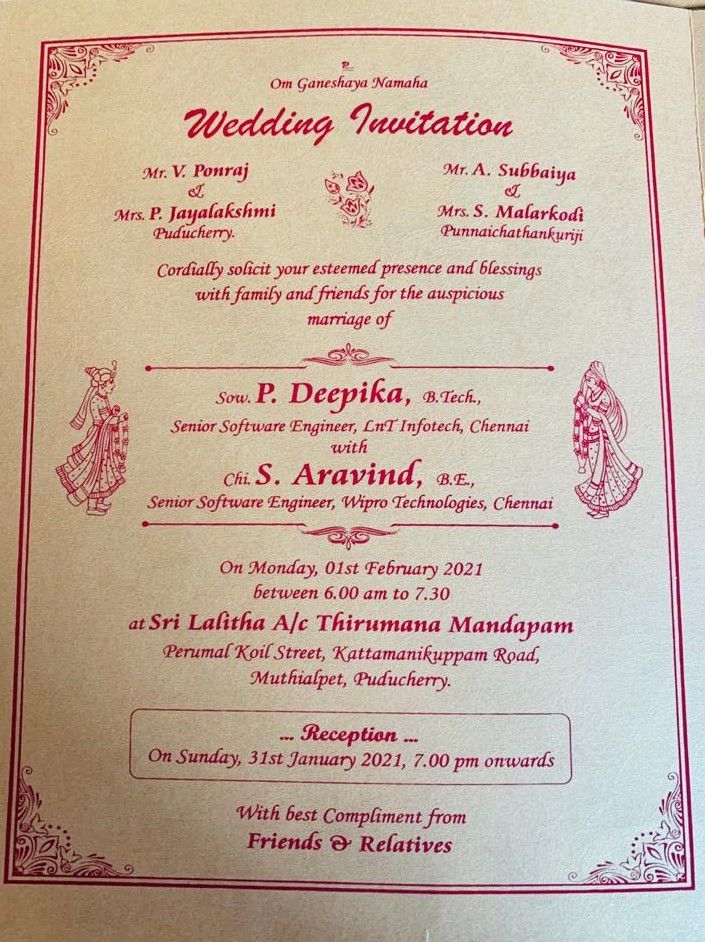 Om Ganeshaya Namaha
Wedding Invitation
Mr. V. Ponraj
&
Mrs. P. Jayalakshmi
Puducherry.
Mr. A. Subbaiya
&
Mrs. S. Malarkodi
Punnaichathankuriji
Cordially solicit your esteemed presence and blessings
with family and friends for the auspicious
marriage of
Sow. P. Deepika, B.Tech.,
Senior Software Engineer, LnT Infotech, Chennai
with
Chi. S. Aravind, B.E.,
Senior Software Engineer, Wipro Technologies, Chennai
On Monday, 01st February 2021
between 6.00 am to 7.30
at Sri Lalitha A/c Thirumana Mandapam
Perumal Koil Street, Kattamanikuppam Road,
Muthialpet, Puducherry.
... Reception ...
On Sunday, 31st January 2021, 7.00 pm onwards
With best Compliment from
Friends & Relatives